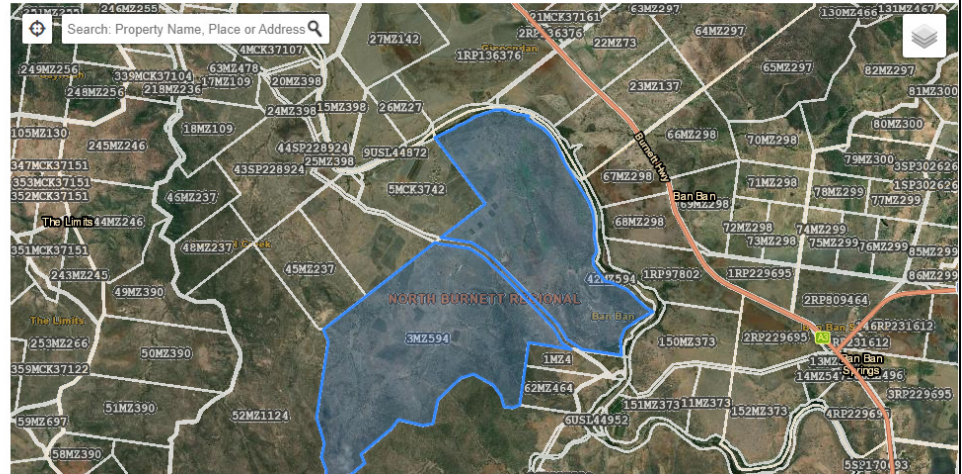 246MZ255
63MZ297
130MZ466
131MZ467
Search: Property Name, Place or Address
21MCK37161
2RP136376
64MZ297
27MZ142
22MZ73
4MCK37107
1RP136376
63MZ478
65MZ297
82MZ297
249MZ256
339MCK37104
17MZ109
20MZ398
23MZ137
248MZ256
218MZ236
81MZ300
24MZ398
15MZ398
26MZ27
80MZ300
105MZ130
18MZ109
66MZ298
70MZ298
245MZ246
44SP228924
9USL44872
Burnett Hwy
79MZ300
347MCK37151
25MZ398
3SP302626
43SP228924
67MZ298
71MZ298
353MCK37151
5MCK3742
1SP302626
352MCK37151
46MZ237
Ban Ban
69MZ298
78MZ299
77MZ299
The Limits
44MZ246
68MZ298
72MZ298
74MZ299
73MZ298
75MZ299
76MZ299
351MCK37151
48MZ237
85MZ299
243MZ245
45MZ237
42MZ594
1RP97802
1RP229695
86MZ299
49MZ390
NORTH BURNETT REGIONAL
2RP809464
The Limits
Ban Ban
146RP231612
253MZ266
3MZ594
150MZ373
2RP229695
A3
50MZ390
1MZ4
Ban Ban
Springs
359MCK37122
62MZ464
3RP229695
51MZ390
52MZ1124
151MZ373
11MZ373
152MZ373
59MZ697
6USL44952
58MZ390